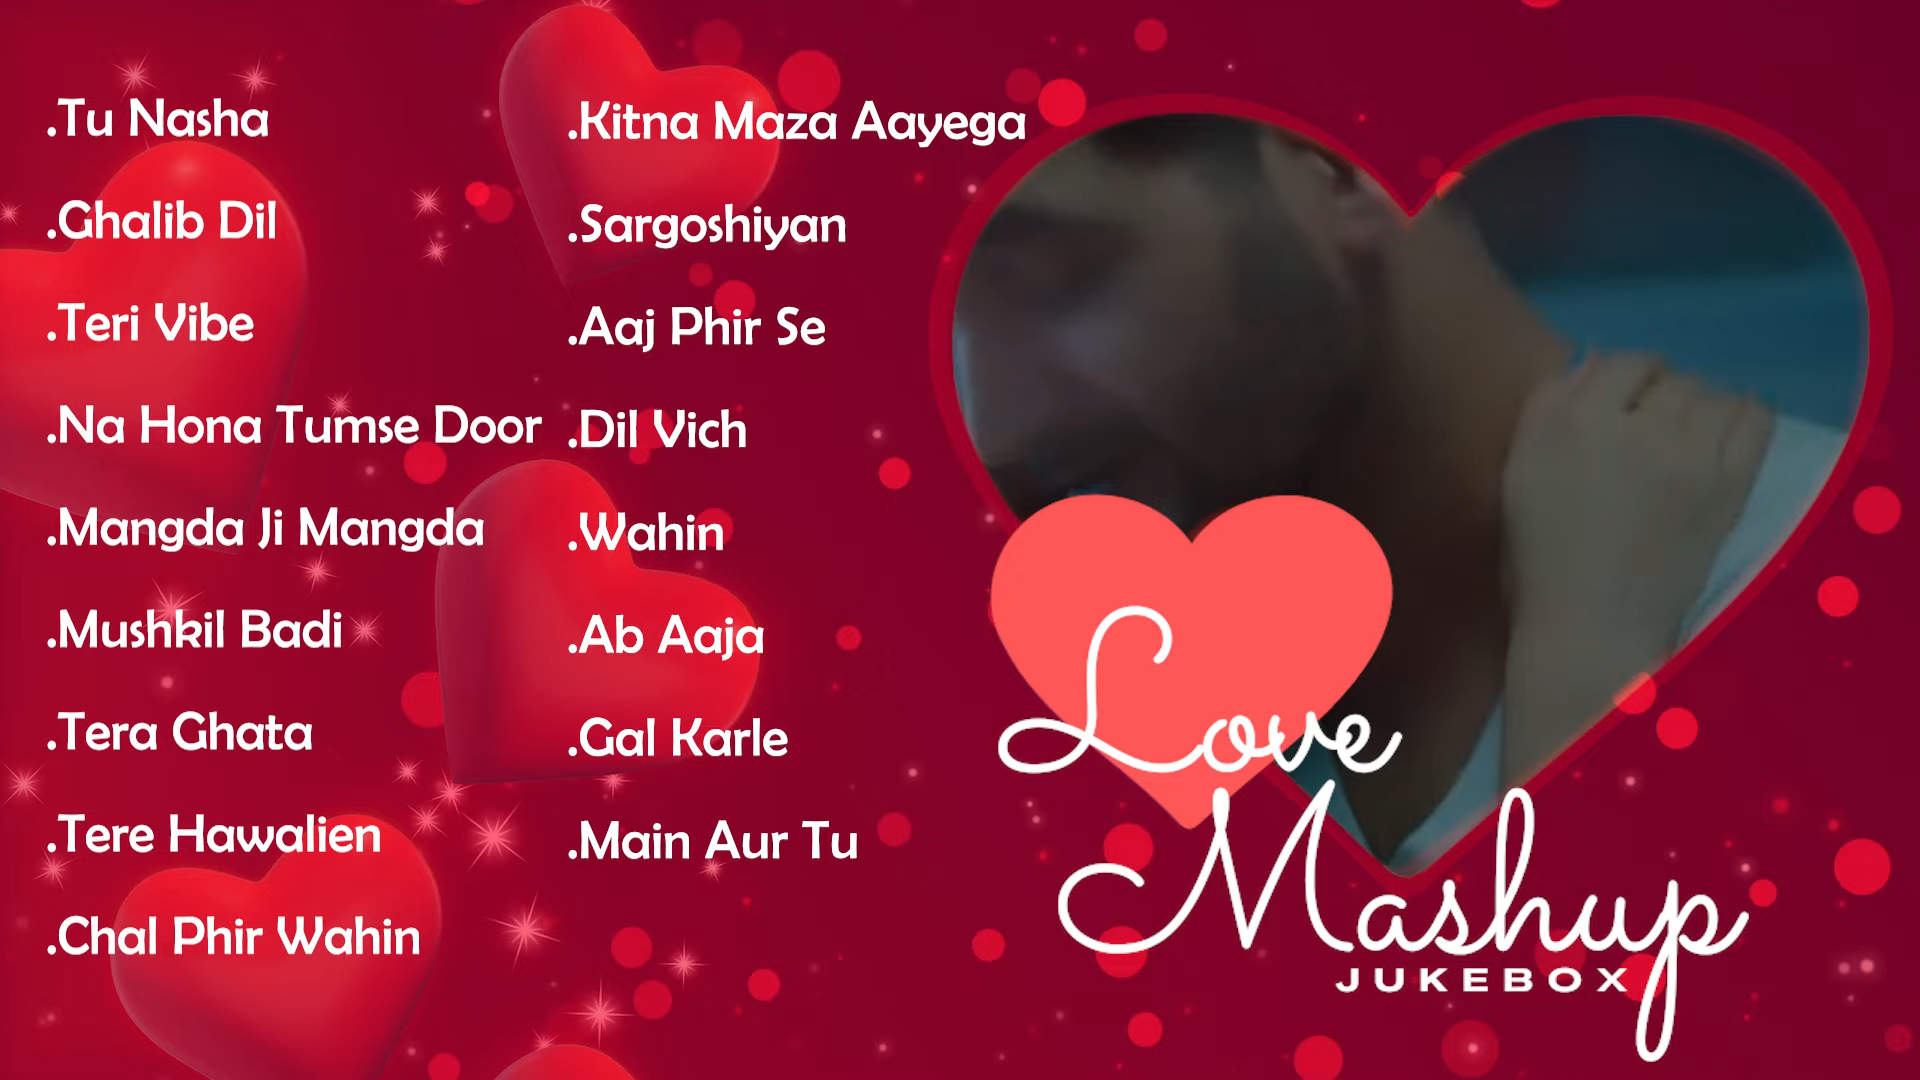 .Tu Nasha
.Ghalib Dil
.Teri Vibe
.Na Hona Tumse Door
.Mangda Ji Mangda
.Mushkil Badi
.Tera Ghata
.Tere Hawalien
.Chal Phir Wahin
.Kitna Maza Aayega
.Sargoshiyan
.Aaj Phir Se
.Dil Vich
.Wahin
.Ab Aaja
.Gal Karle
.Main Aur Tu
Love
Mashup
JUKEBOX